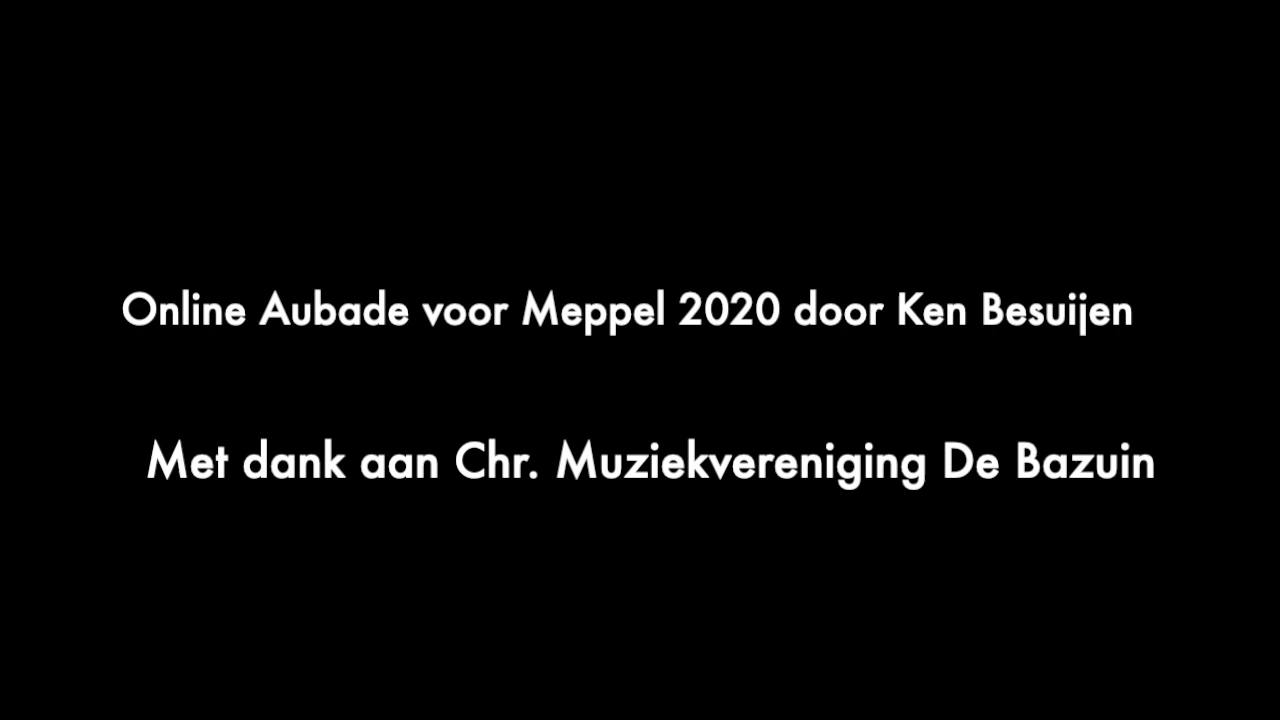 Online Aubade voor Meppel 2020 door Ken Besuijen
Met dank aan Chr. Muziekvereniging De Bazuin